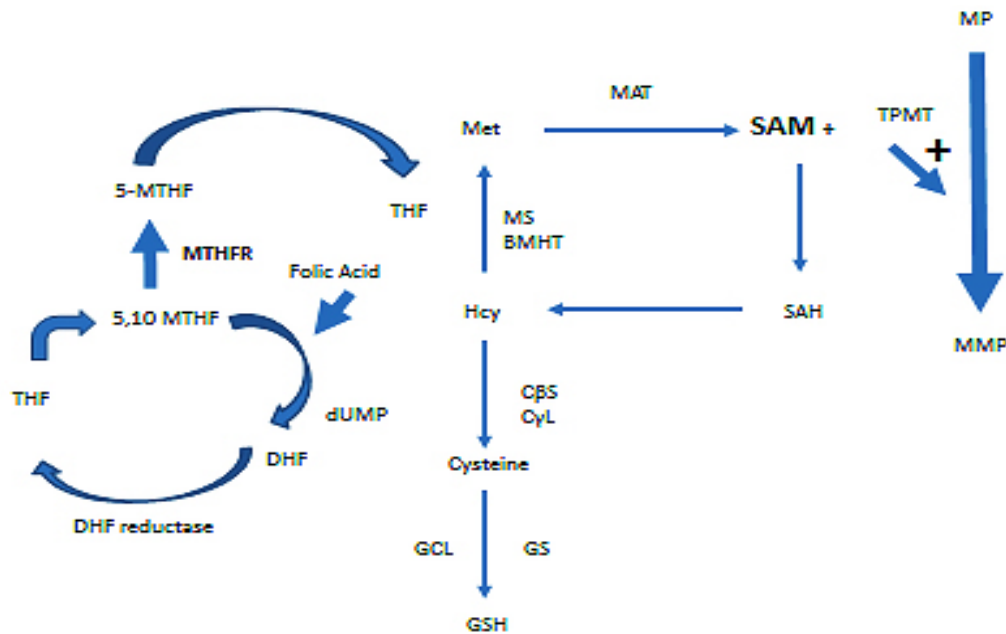 MP
MAT
TPMT
Met
SAM +
+
5-MTHF
THF
MS
BMHT
MTHFR
Folic Acid
5,10 MTHF
Hcy
SAH
MMP
THF
CβS
CγL
dUMP
DHF
Cysteine
DHF reductase
GCL
GS
GSH